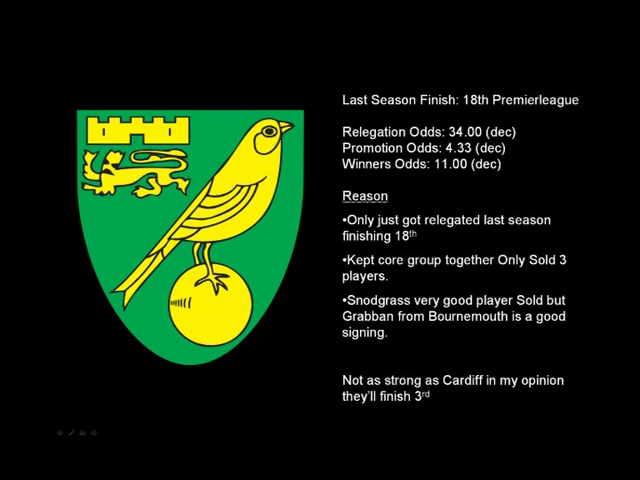 Last Season Finish: 18th Premierleague
Relegation Odds: 34.00 (dec)
Promotion Odds: 4.33 (dec)
Winners Odds: 11.00 (dec)
Reason
•Only just got relegated last season
finishing 18th
•Kept core group together Only Sold 3
players.
•Snodgrass very good player Sold but
Grabban from Bournemouth is a good
signing.
Not as strong as Cardiff in my opinion
they'll finish 3rd